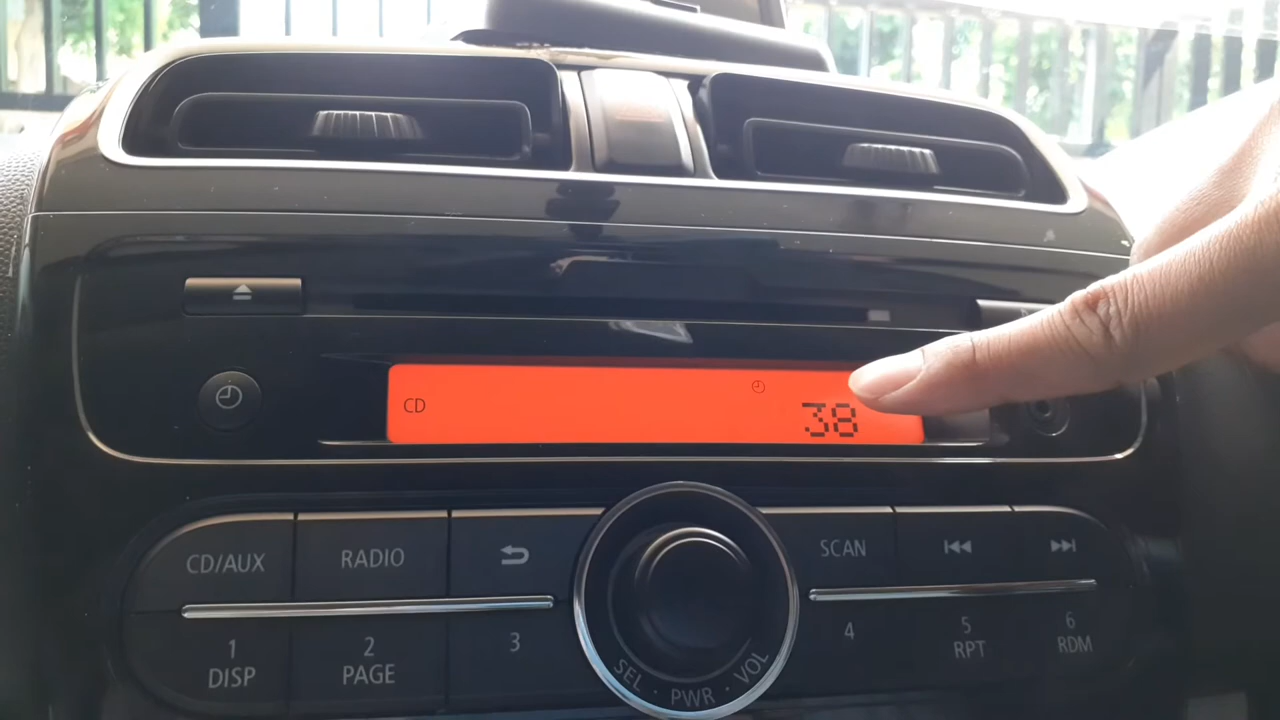 CD
38
CD/AUX
RADIO
SCAN
1
DISP
2
PAGE
3
4
5
RPT
6
RDM
SEL · PWR · VOL